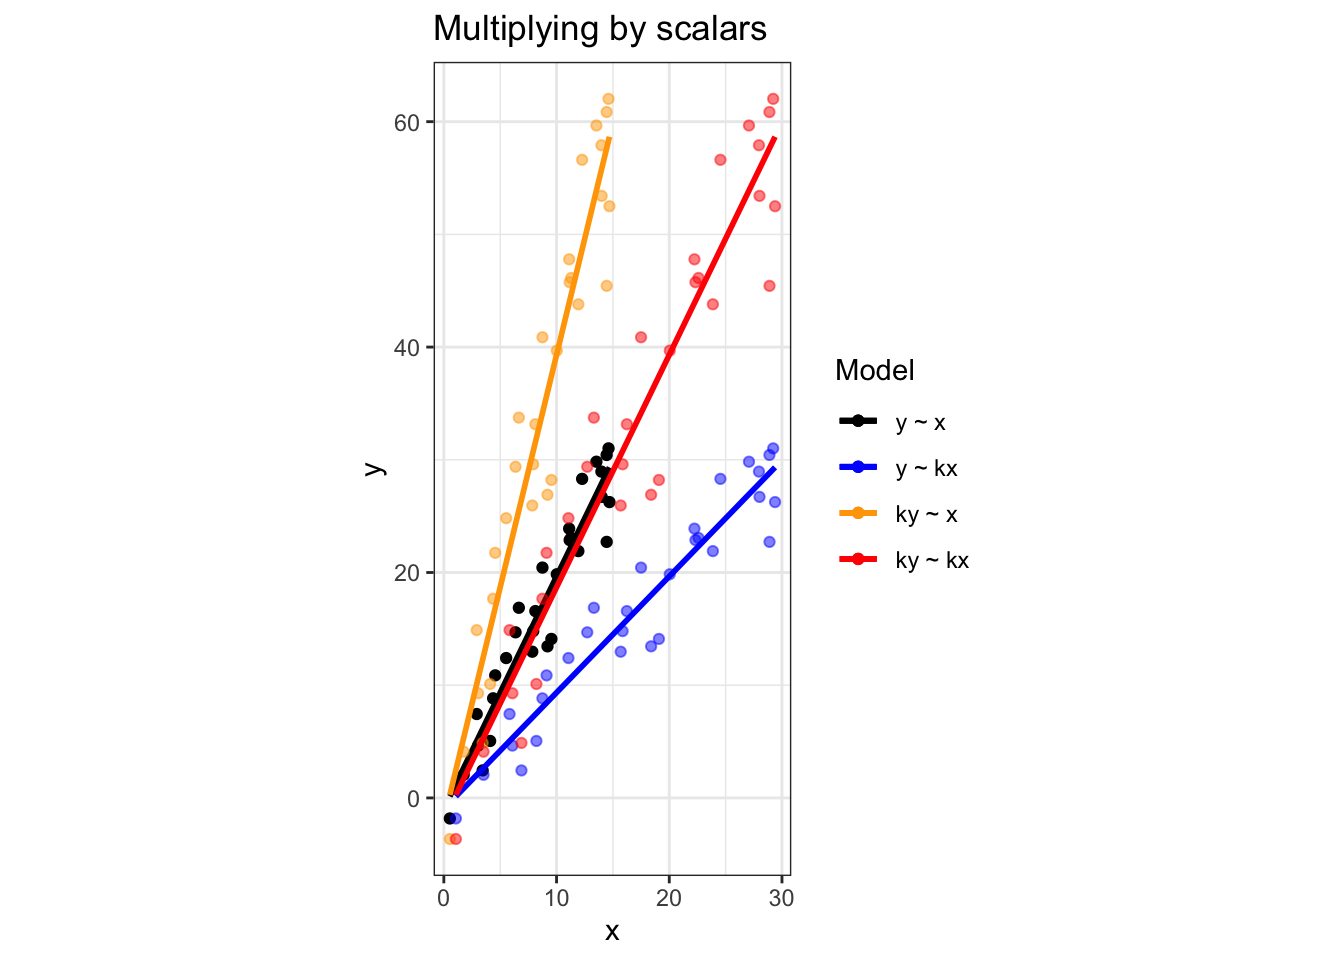 Multiplying by scalars
60
40
20
0
y
0 10 20 30
x
Model
y ~ x
y ~ kx
ky ~ x
ky ~ kx